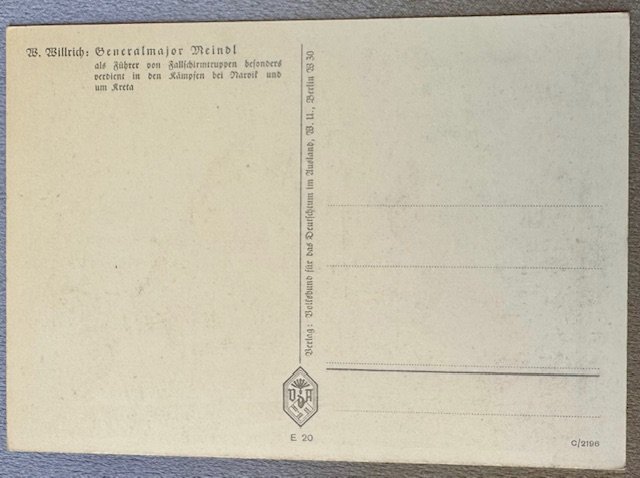 W. Willrich: Generalmajor Meindl
als Führer von Fallschirmtruppen besonders
verdient in den Kämpfen bei Narvik und
um Kreta
Verlag: Volksbund für das Deutschtum im Ausland, W. U., Berlin W 30
VDA
E 20
C/2196